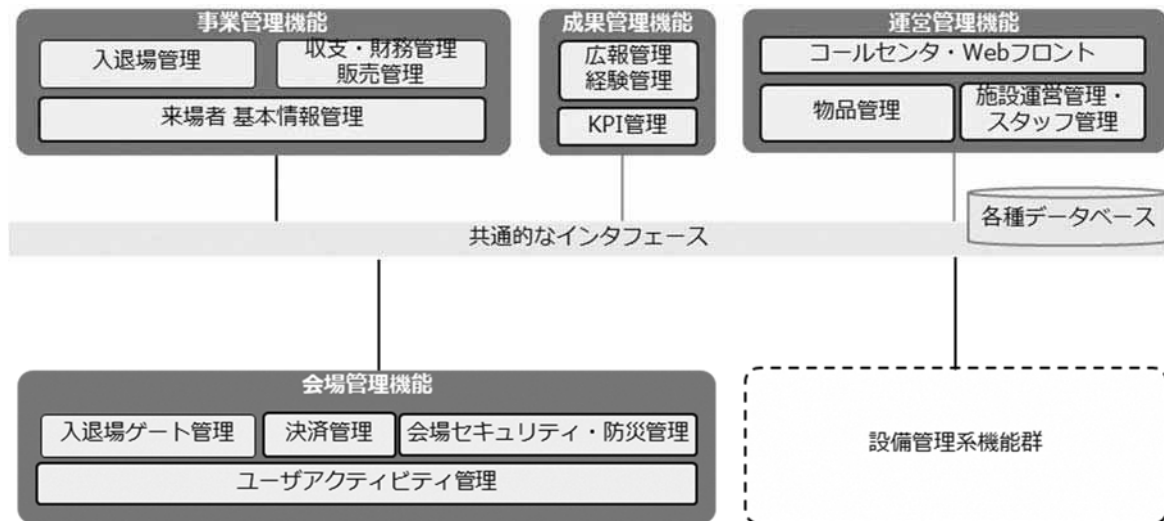 事業管理機能
入退場管理
収支・財務管理
販売管理
来場者 基本情報管理
成果管理機能
広報管理
経験管理
KPI管理
運営管理機能
コールセンタ・Webフロント
物品管理
施設運営管理・
スタッフ管理
各種データベース
共通的なインタフェース
会場管理機能
入退場ゲート管理
決済管理
会場セキュリティ・防災管理
ユーザアクティビティ管理
設備管理系機能群